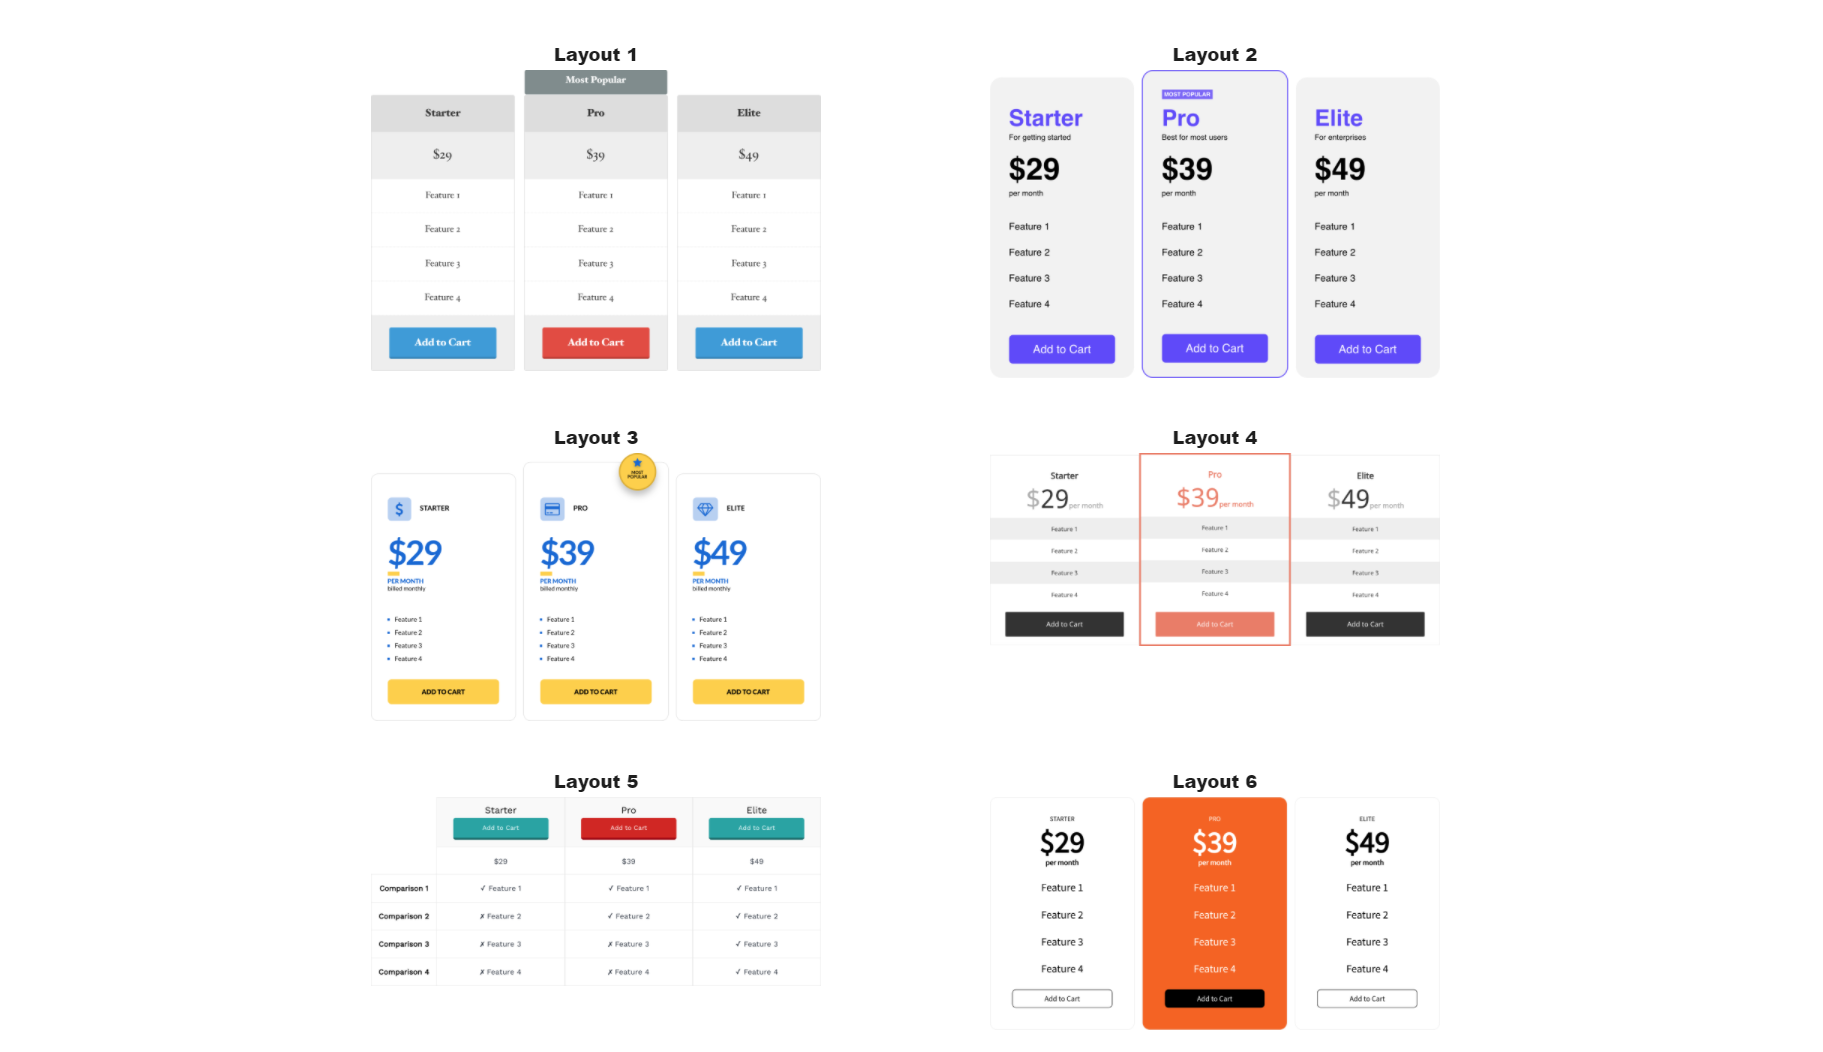 Layout 1
Most Popular
Starter Pro Elite
$29 $39 $49
Feature 1 Feature 1 Feature 1
Feature 2 Feature 2 Feature 2
Feature 3 Feature 3 Feature 3
Feature 4 Feature 4 Feature 4
Add to Cart Add to Cart Add to Cart
Layout 2
MOST POPULAR
Starter Pro Elite
For getting started Best for most users For enterprises
$29 $39 $49
per month per month per month
Feature 1 Feature 1 Feature 1
Feature 2 Feature 2 Feature 2
Feature 3 Feature 3 Feature 3
Feature 4 Feature 4 Feature 4
Add to Cart Add to Cart Add to Cart
Layout 3
MOST
POPULAR
$ STARTER PRO ELITE
$29 $39 $49
PER MONTH PER MONTH PER MONTH
billed monthly billed monthly billed monthly
• Feature 1 • Feature 1 • Feature 1
• Feature 2 • Feature 2 • Feature 2
• Feature 3 • Feature 3 • Feature 3
• Feature 4 • Feature 4 • Feature 4
ADD TO CART ADD TO CART ADD TO CART
Layout 4
Starter Pro Elite
$29 per month $39 per month $49 per month
Feature 1 Feature 1 Feature 1
Feature 2 Feature 2 Feature 2
Feature 3 Feature 3 Feature 3
Feature 4 Feature 4 Feature 4
Add to Cart Add to Cart Add to Cart
Layout 5
Starter Pro Elite
Add to Cart Add to Cart Add to Cart
$29 $39 $49
Comparison 1 ✓ Feature 1 ✓ Feature 1 ✓ Feature 1
Comparison 2 ✗ Feature 2 ✓ Feature 2 ✓ Feature 2
Comparison 3 ✗ Feature 3 ✗ Feature 3 ✓ Feature 3
Comparison 4 ✗ Feature 4 ✗ Feature 4 ✓ Feature 4
Layout 6
STARTER PRO ELITE
$29 $39 $49
per month per month per month
Feature 1 Feature 1 Feature 1
Feature 2 Feature 2 Feature 2
Feature 3 Feature 3 Feature 3
Feature 4 Feature 4 Feature 4
Add to Cart Add to Cart Add to Cart